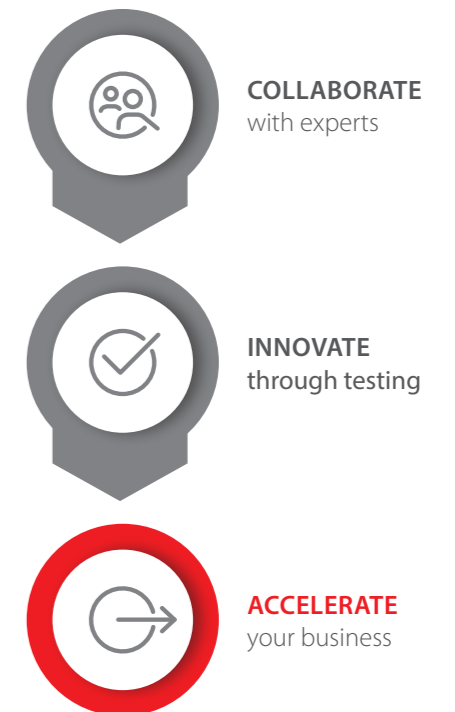 COLLABORATE
with experts
INNOVATE
through testing
ACCELERATE
your business